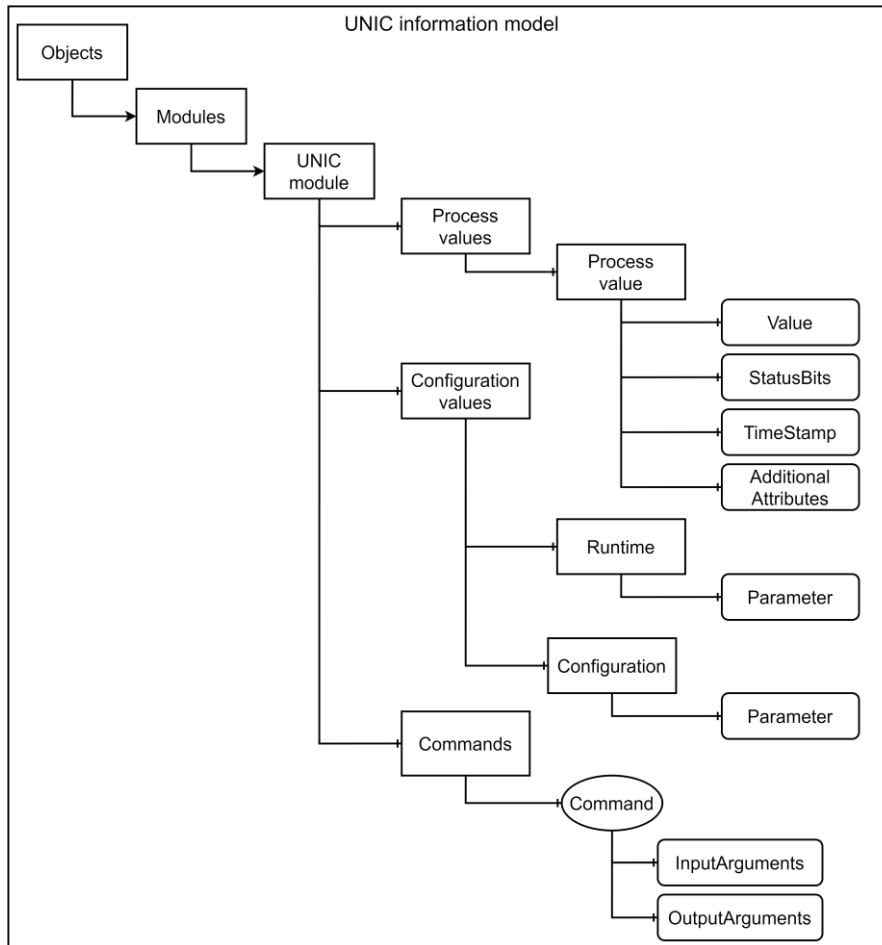 UNIC information model
Objects
Modules
UNIC
module
Process
values
Process
value
Value
StatusBits
TimeStamp
Additional
Attributes
Configuration
values
Runtime
Parameter
Configuration
Parameter
Commands
Command
InputArguments
OutputArguments